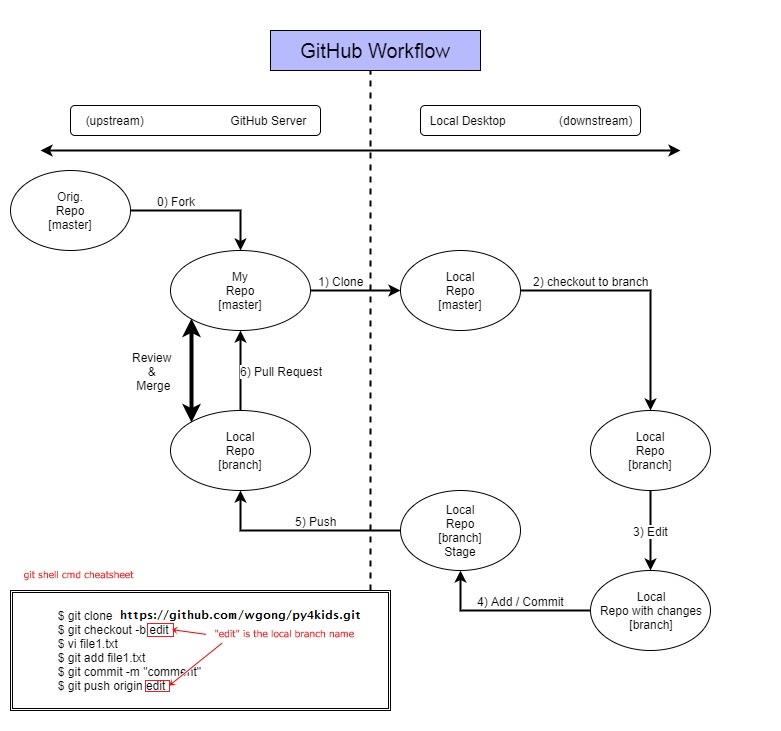 GitHub Workflow
(upstream) GitHub Server
Local Desktop (downstream)
Orig.
Repo
[master]
0) Fork
My
Repo
[master]
1) Clone
Local
Repo
[master]
2) checkout to branch
Review
&
Merge
6) Pull Request
Local
Repo
[branch]
Local
Repo
[branch]
3) Edit
5) Push
Local
Repo
[branch]
Stage
4) Add / Commit
Local
Repo with changes
[branch]
git shell cmd cheatsheet
$ git clone https://github.com/wgong/py4kids.git
$ git checkout -b edit
"edit" is the local branch name
$ vi file1.txt
$ git add file1.txt
$ git commit -m "comment"
$ git push origin edit